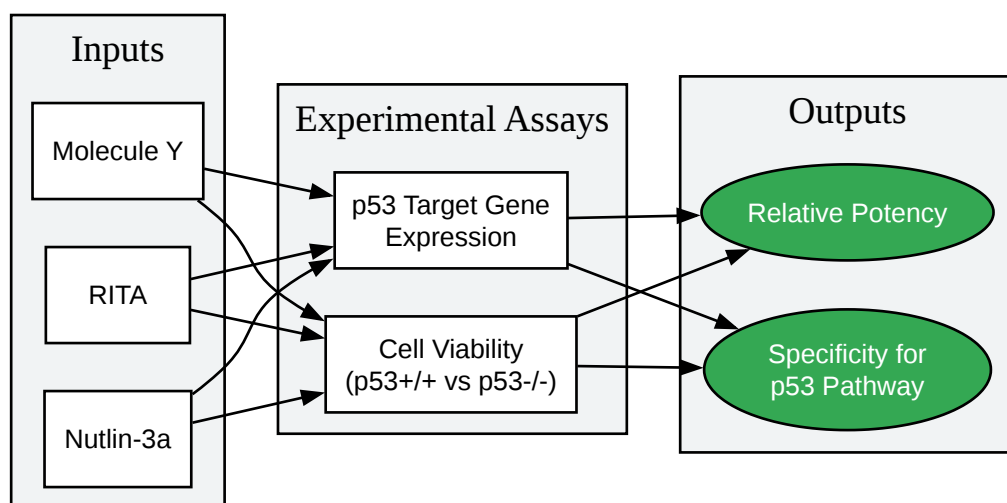 Inputs
Molecule Y
RITA
Nutlin-3a
Experimental Assays
p53 Target Gene
Expression
Cell Viability
(p53+/+ vs p53-/-)
Outputs
Relative Potency
Specificity for
p53 Pathway